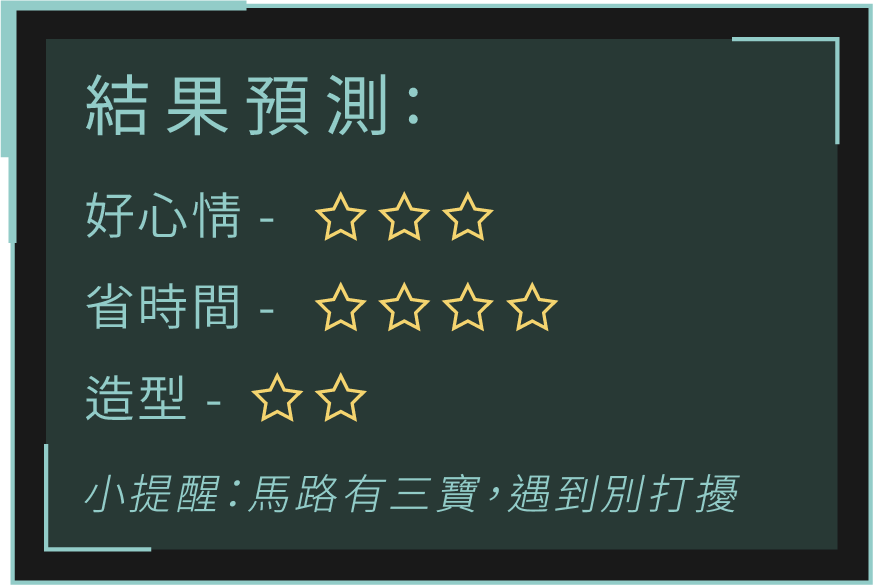 結果預測：
好心情 - ☆☆☆
省時間 - ☆☆☆☆
造型 - ☆☆
小提醒：馬路有三寶，遇到別打擾